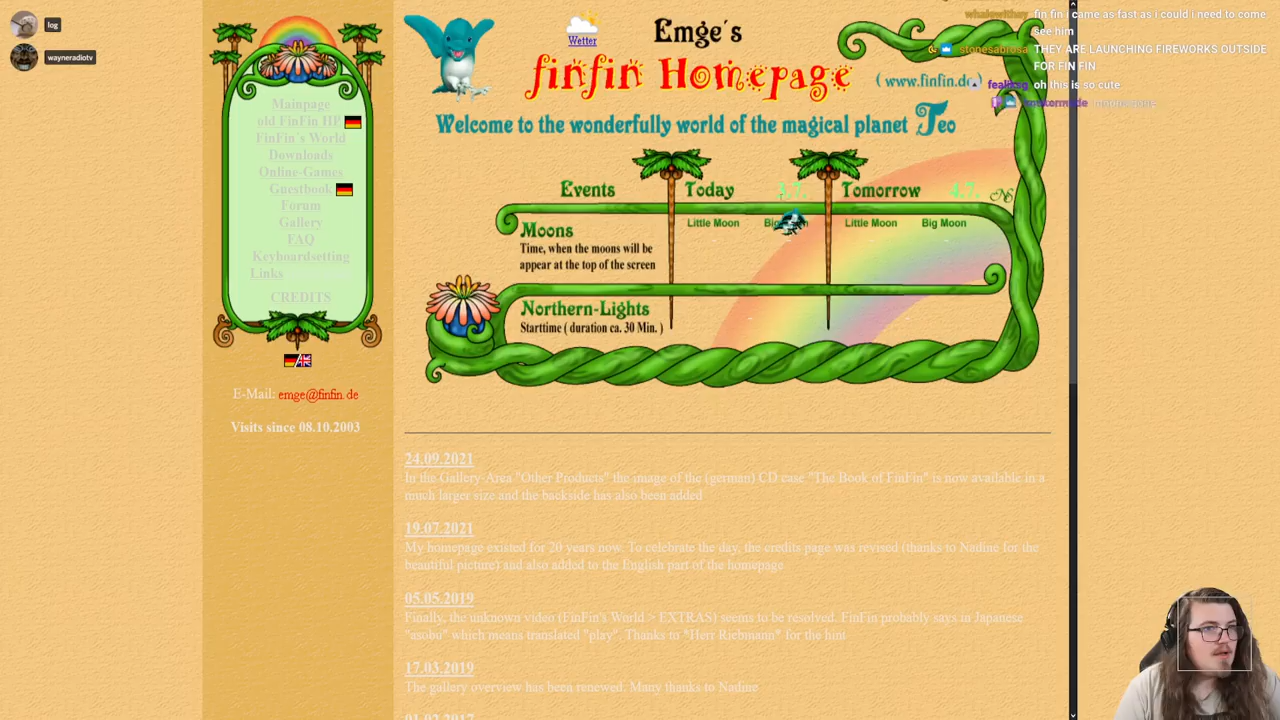 log
wayneradiotv
Mainpage
old FinFin HP
FinFin´s World
Downloads
Online-Games
Guestbook
Forum
Gallery
FAQ
Keyboardsetting
Links
CREDITS
E-Mail: emge@finfin.de
Visits since 08.10.2003
Wetter
Emge´s
finfin Homepage
( www.finfin.de
Welcome to the wonderfully world of the magical planet Teo
Events Today 3.7. Tomorrow 4.7.
Moons
Little Moon Little Moon Big Moon
Time, when the moons will be
appear at the top of the screen
Northern-Lights
Starttime ( duration ca. 30 Min. )
24.09.2021
In the Gallery-Area "Other Products" the image of the (german) CD case "The Book of FinFin" is now available in a
much larger size and the backside has also been added
19.07.2021
My homepage existed for 20 years now. To celebrate the day, the credits page was revised (thanks to Nadine for the
beautiful picture) and also added to the English part of the homepage
05.05.2019
Finally, the unknown video (FinFin's World > EXTRAS) seems to be resolved. FinFin probably says in Japanese
"asobu" which means translated "play". Thanks to "Herr Riebmann" for the hint
17.03.2019
The gallery overview has been renewed. Many thanks to Nadine
01.02.2017
whalewithey fin fin i came as fast as i could i need to come
see him
stonesabrosa THEY ARE LAUNCHING FIREWORKS OUTSIDE
FOR FIN FIN
oh this is so cute